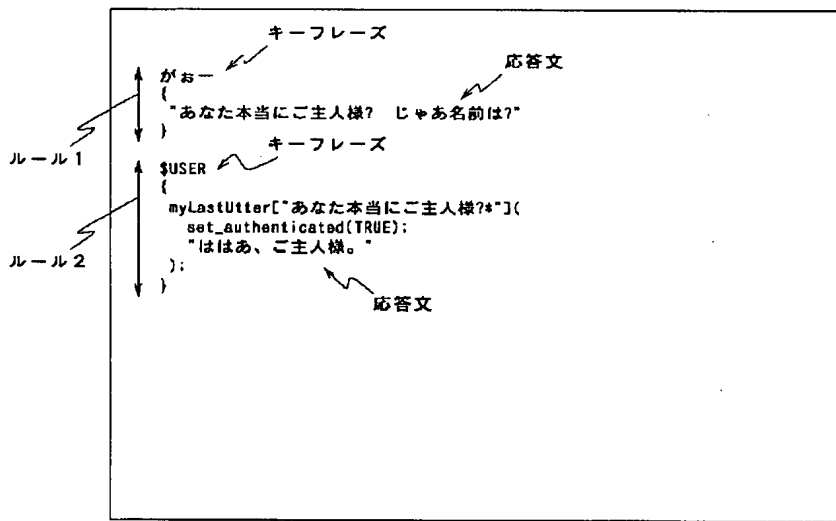 キーフレーズ
応答文
がぉー
{
"あなた本当にご主人様? じゃあ名前は?"
}
キーフレーズ
ルール1
$USER
{
myLastUtter["あなた本当にご主人様?*"](
set_authenticated(TRUE);
"ははあ、ご主人様。"
);
}
ルール2
応答文